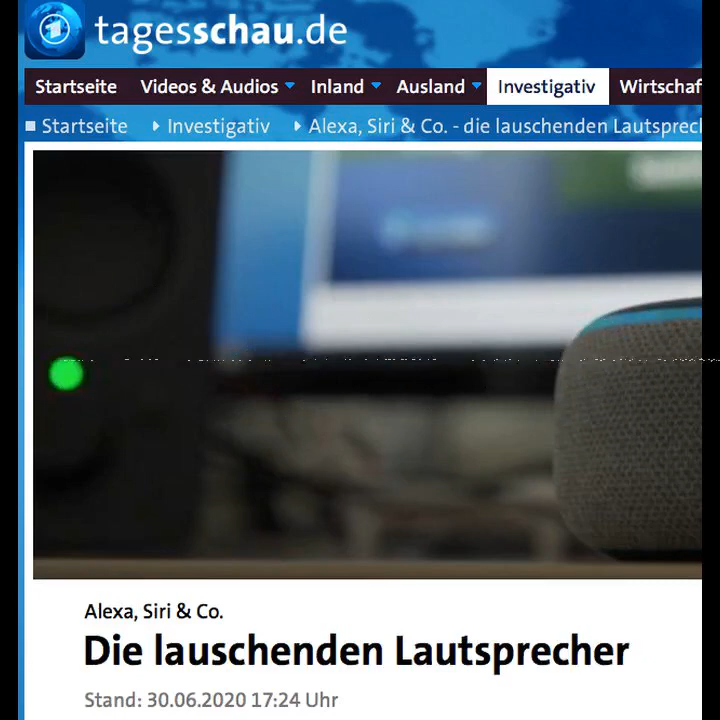 tagesschau.de
Startseite Videos & Audios Inland Ausland Investigativ Wirtschaf
Startseite Investigativ Alexa, Siri & Co. - die lauschenden Lautsprech
Alexa, Siri & Co.
Die lauschenden Lautsprecher
Stand: 30.06.2020 17:24 Uhr